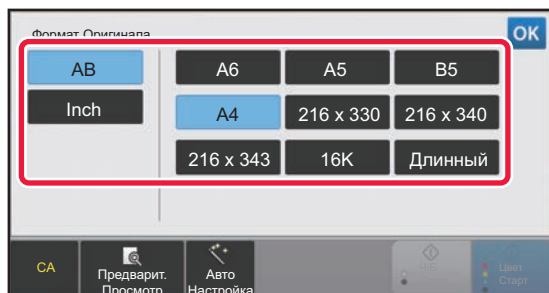 Формат Оригинала
OK
AB
A6
A5
B5
Inch
A4
216 x 330
216 x 340
216 x 343
16K
Длинный
CA
Предварит.
Просмотр
Авто
Настройка
Ч/Б
Старт
Цвет
Старт